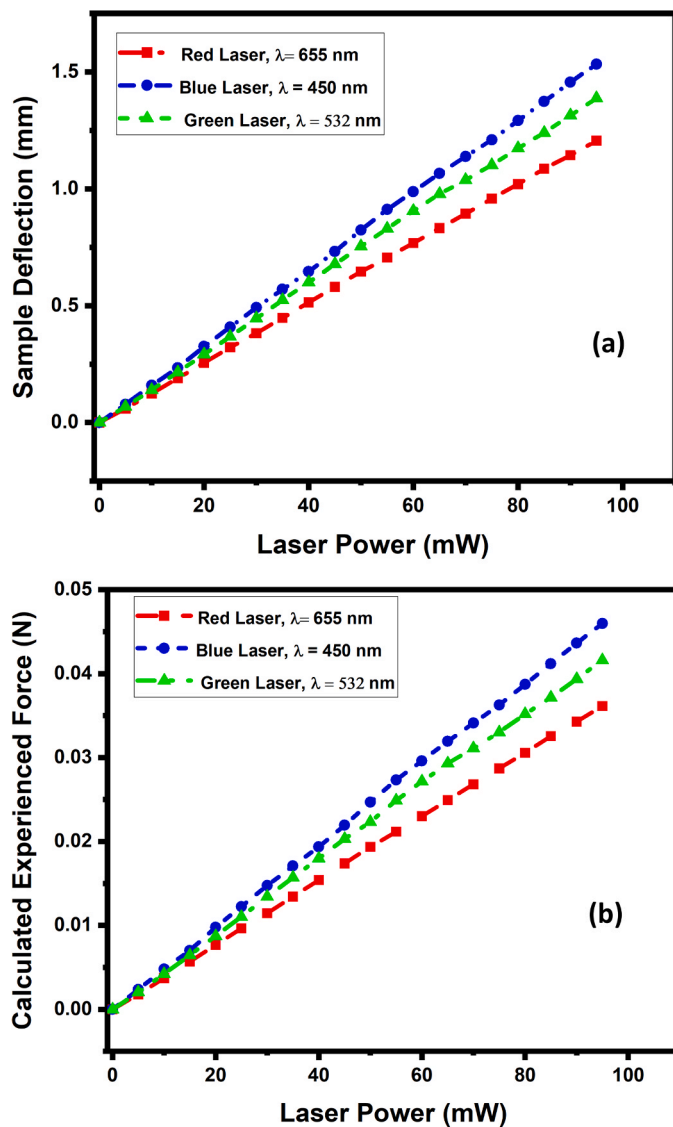 Red Laser, λ= 655 nm
Blue Laser, λ = 450 nm
Green Laser, λ = 532 nm
1.5
1.0
0.5
0.0
Sample Deflection (mm)
(a)
0 20 40 60 80 100
Laser Power (mW)
0.05
Red Laser, λ= 655 nm
Blue Laser, λ = 450 nm
Green Laser, λ = 532 nm
0.04
0.03
0.02
0.01
0.00
Calculated Experienced Force (N)
(b)
0 20 40 60 80 100
Laser Power (mW)